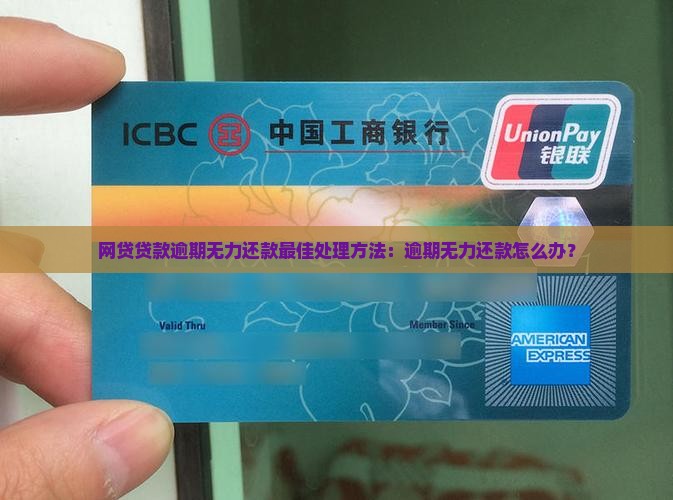 ICBC 中国工商银行
UnionPay
银联
网贷贷款逾期无力还款最佳处理方法：逾期无力还款怎么办？
Valid Thru Member Since
AMERICAN
EXPRESS